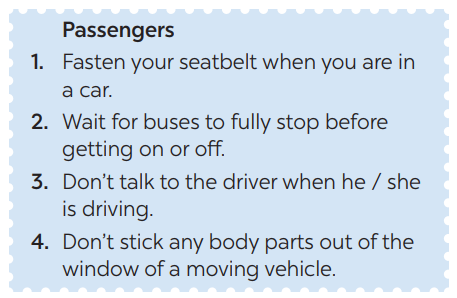 Passengers
1. Fasten your seatbelt when you are in
a car.
2. Wait for buses to fully stop before
getting on or off.
3. Don't talk to the driver when he / she
is driving.
4. Don't stick any body parts out of the
window of a moving vehicle.